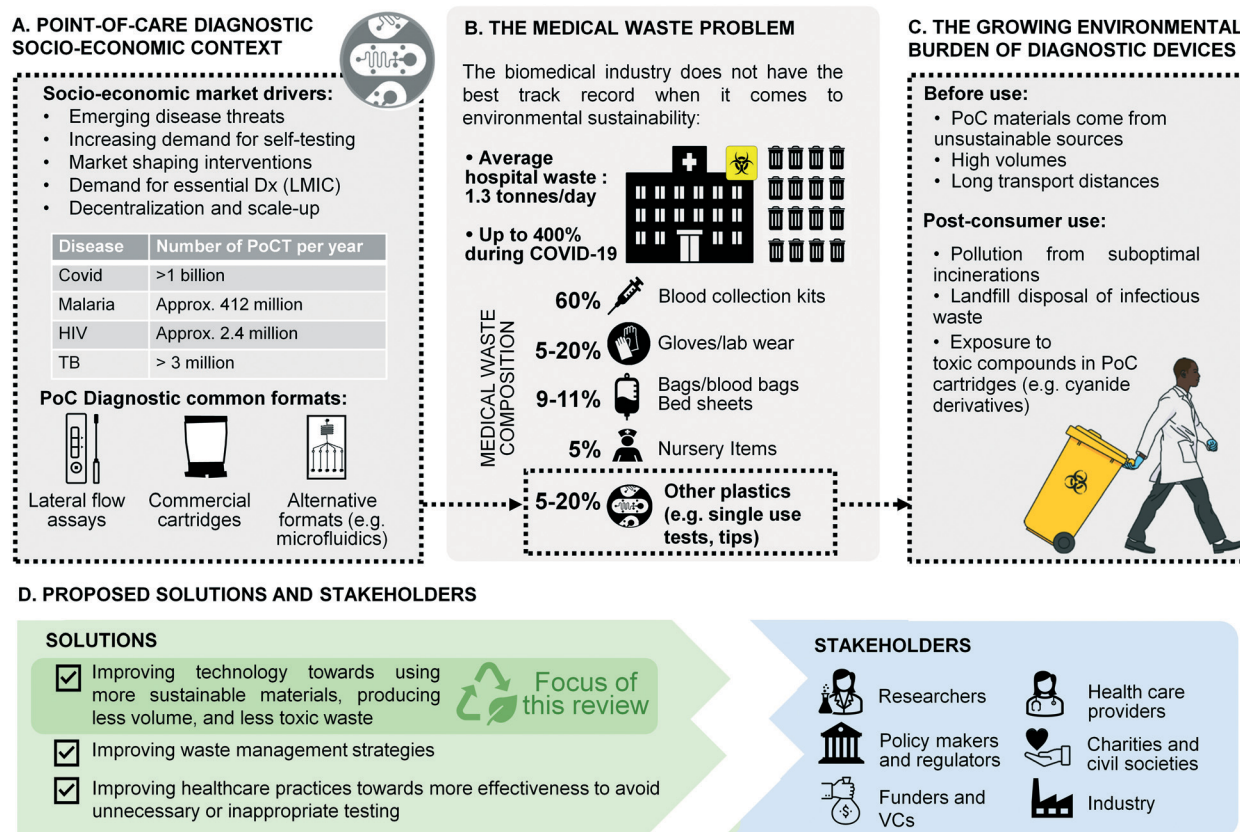 A. POINT-OF-CARE DIAGNOSTIC
SOCIO-ECONOMIC CONTEXT
Socio-economic market drivers:
• Emerging disease threats
• Increasing demand for self-testing
• Market shaping interventions
• Demand for essential Dx (LMIC)
• Decentralization and scale-up
Disease Number of PoCT per year
Covid >1 billion
Malaria Approx. 412 million
HIV Approx. 2.4 million
TB > 3 million
PoC Diagnostic common formats:
Lateral flow
assays
Commercial
cartridges
Alternative
formats (e.g.
microfluidics)
B. THE MEDICAL WASTE PROBLEM
The biomedical industry does not have the
best track record when it comes to
environmental sustainability:
• Average
hospital waste :
1.3 tonnes/day
• Up to 400%
during COVID-19
MEDICAL WASTE
COMPOSITION
60% Blood collection kits
5-20% Gloves/lab wear
9-11% Bags/blood bags
Bed sheets
5% Nursery Items
5-20% Other plastics
(e.g. single use
tests, tips)
C. THE GROWING ENVIRONMENTAL
BURDEN OF DIAGNOSTIC DEVICES
Before use:
• PoC materials come from
unsustainable sources
• High volumes
• Long transport distances
Post-consumer use:
• Pollution from suboptimal
incinerations
• Landfill disposal of infectious
waste
• Exposure to
toxic compounds in PoC
cartridges (e.g. cyanide
derivatives)
D. PROPOSED SOLUTIONS AND STAKEHOLDERS
SOLUTIONS
Improving technology towards using
more sustainable materials, producing
less volume, and less toxic waste
Focus of
this review
Improving waste management strategies
Improving healthcare practices towards more effectiveness to avoid
unnecessary or inappropriate testing
STAKEHOLDERS
Researchers
Health care
providers
Policy makers
and regulators
Charities and
civil societies
$
Funders and
VCs
Industry